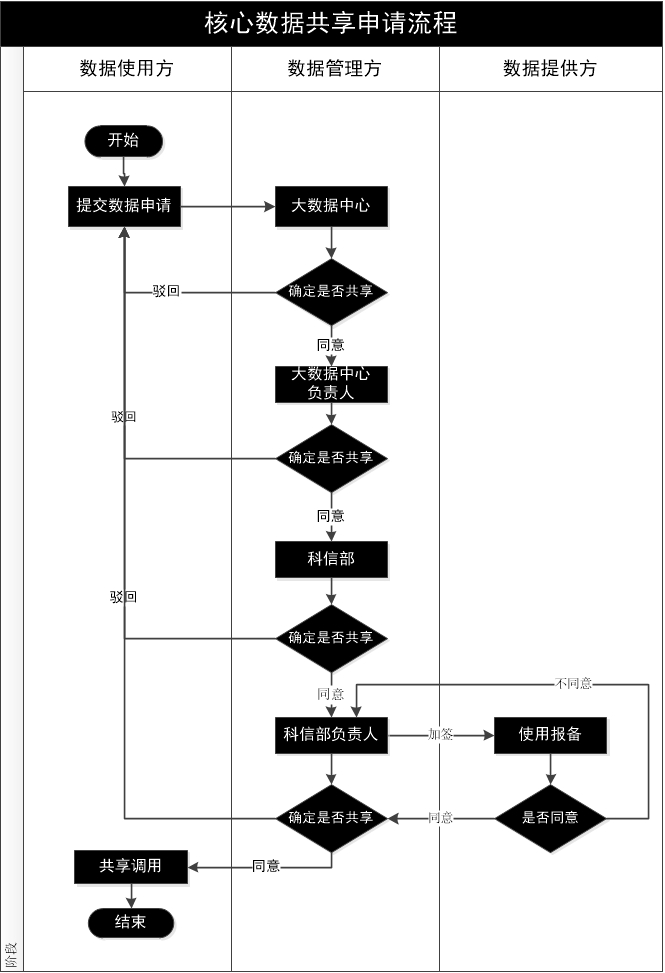 核心数据共享申请流程
数据使用方
数据管理方
数据提供方
开始
提交数据申请
大数据中心
确定是否共享
驳回
同意
大数据中心
负责人
驳回
确定是否共享
同意
科信部
驳回
确定是否共享
不同意
同意
科信部负责人
加签
使用报备
确定是否共享
同意
是否同意
共享调用
同意
结束
阶段